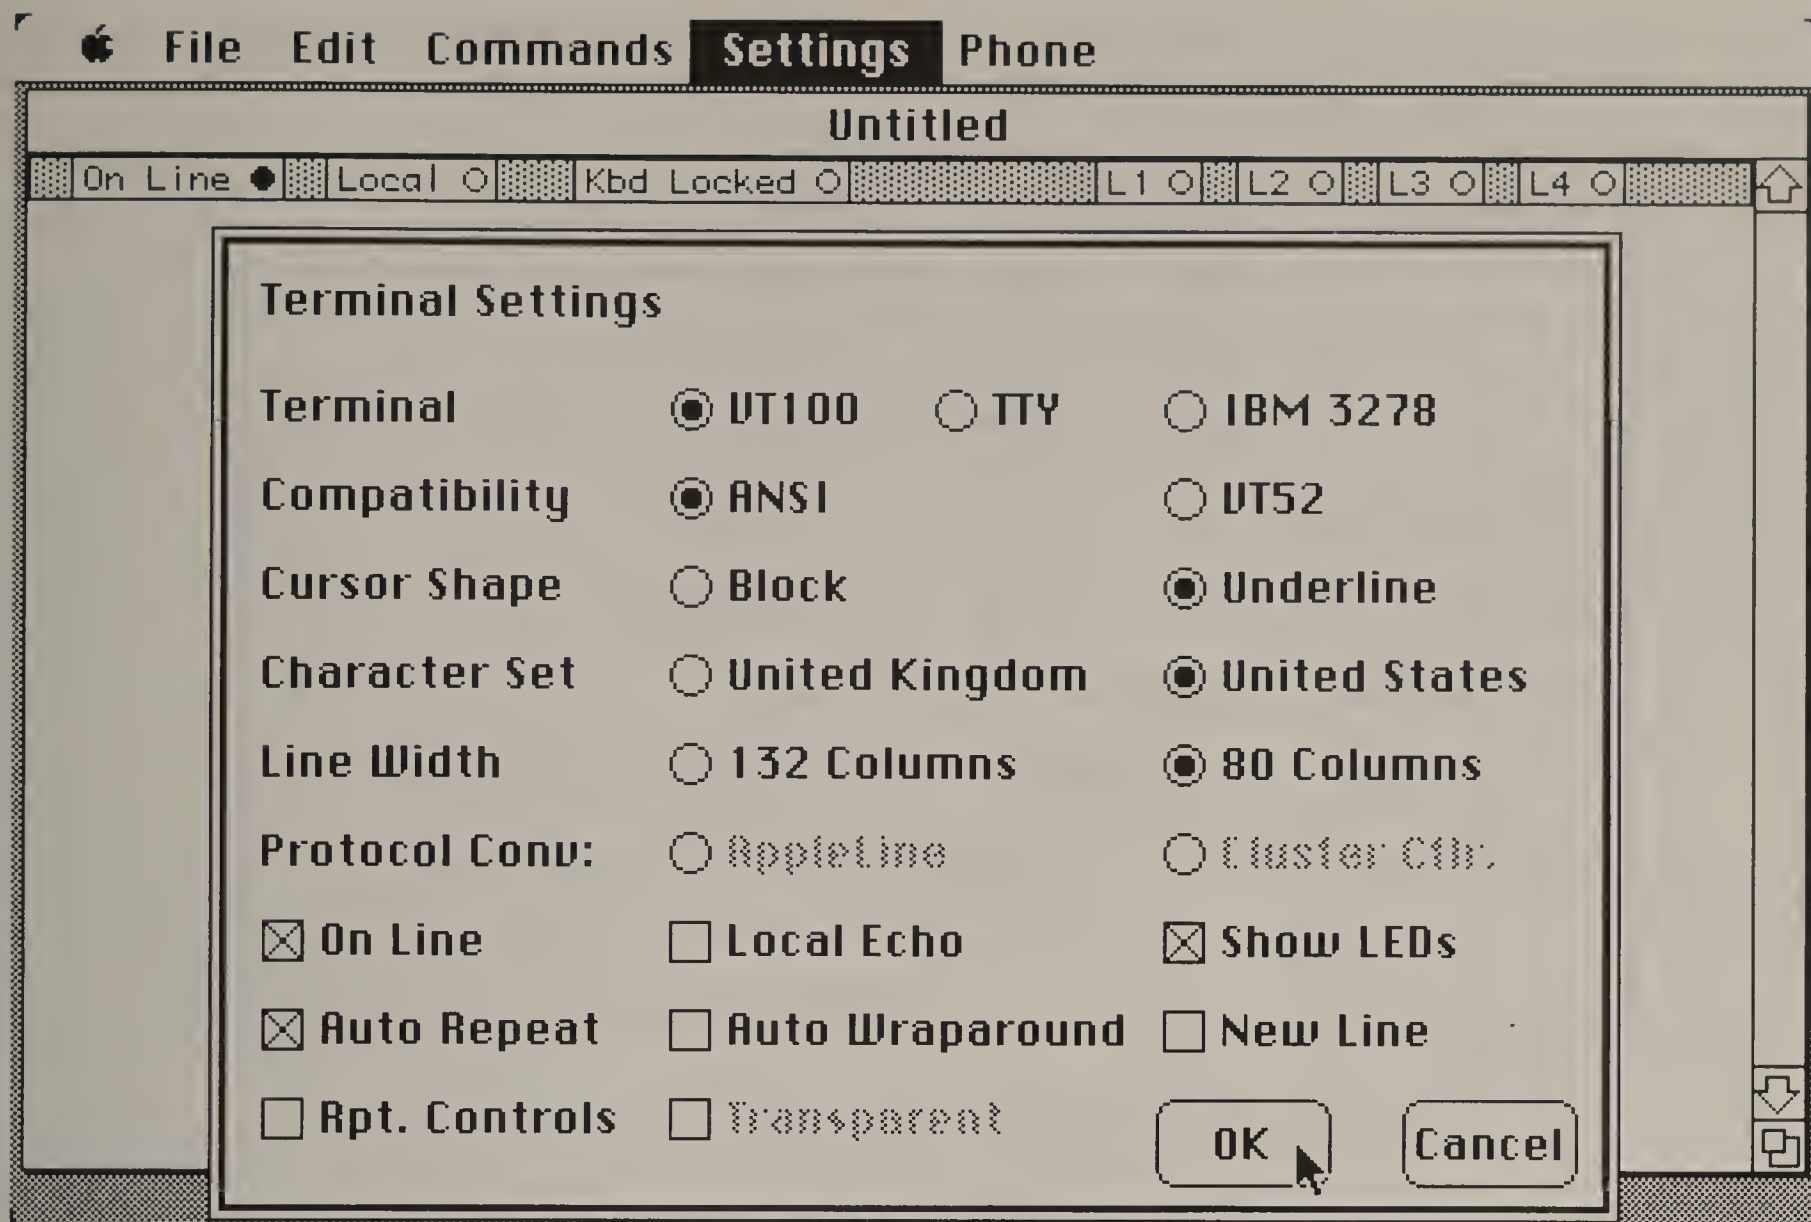 File Edit Commands Settings Phone
Untitled
On Line Local Kbd Locked L1 L2 L3 L4
Terminal Settings
Terminal VT100 TTY IBM 3278
Compatibility ANSI VT52
Cursor Shape Block Underline
Character Set United Kingdom United States
Line Width 132 Columns 80 Columns
Protocol Conv: AppleLine Cluster Ctlr.
On Line Local Echo Show LEDs
Auto Repeat Auto Wraparound New Line
Rpt. Controls Transparent
OK Cancel